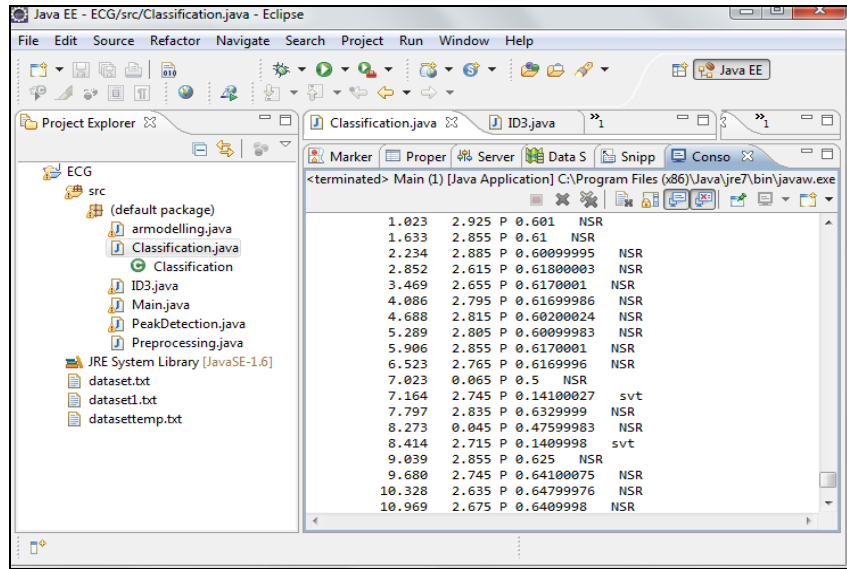 Java EE - ECG/src/Classification.java - Eclipse
File Edit Source Refactor Navigate Search Project Run Window Help
Java EE
Project Explorer
Classification.java ID3.java »1 »1
Marker Proper Server Data S Snipp Conso
<terminated> Main (1) [Java Application] C:\Program Files (x86)\Java\jre7\bin\javaw.exe
ECG
src
(default package)
armodelling.java
Classification.java
Classification
ID3.java
Main.java
PeakDetection.java
Preprocessing.java
JRE System Library [JavaSE-1.6]
dataset.txt
dataset1.txt
datasettemp.txt
1.023 2.925 P 0.601 NSR
1.633 2.855 P 0.61 NSR
2.234 2.885 P 0.60099995 NSR
2.852 2.615 P 0.61800003 NSR
3.469 2.655 P 0.6170001 NSR
4.086 2.795 P 0.61699986 NSR
4.688 2.815 P 0.60200024 NSR
5.289 2.805 P 0.60099983 NSR
5.906 2.855 P 0.6170001 NSR
6.523 2.765 P 0.6169996 NSR
7.023 0.065 P 0.5 NSR
7.164 2.745 P 0.14100027 svt
7.797 2.835 P 0.6329999 NSR
8.273 0.045 P 0.47599983 NSR
8.414 2.715 P 0.1409998 svt
9.039 2.855 P 0.625 NSR
9.680 2.745 P 0.64100075 NSR
10.328 2.635 P 0.64799976 NSR
10.969 2.675 P 0.6409998 NSR